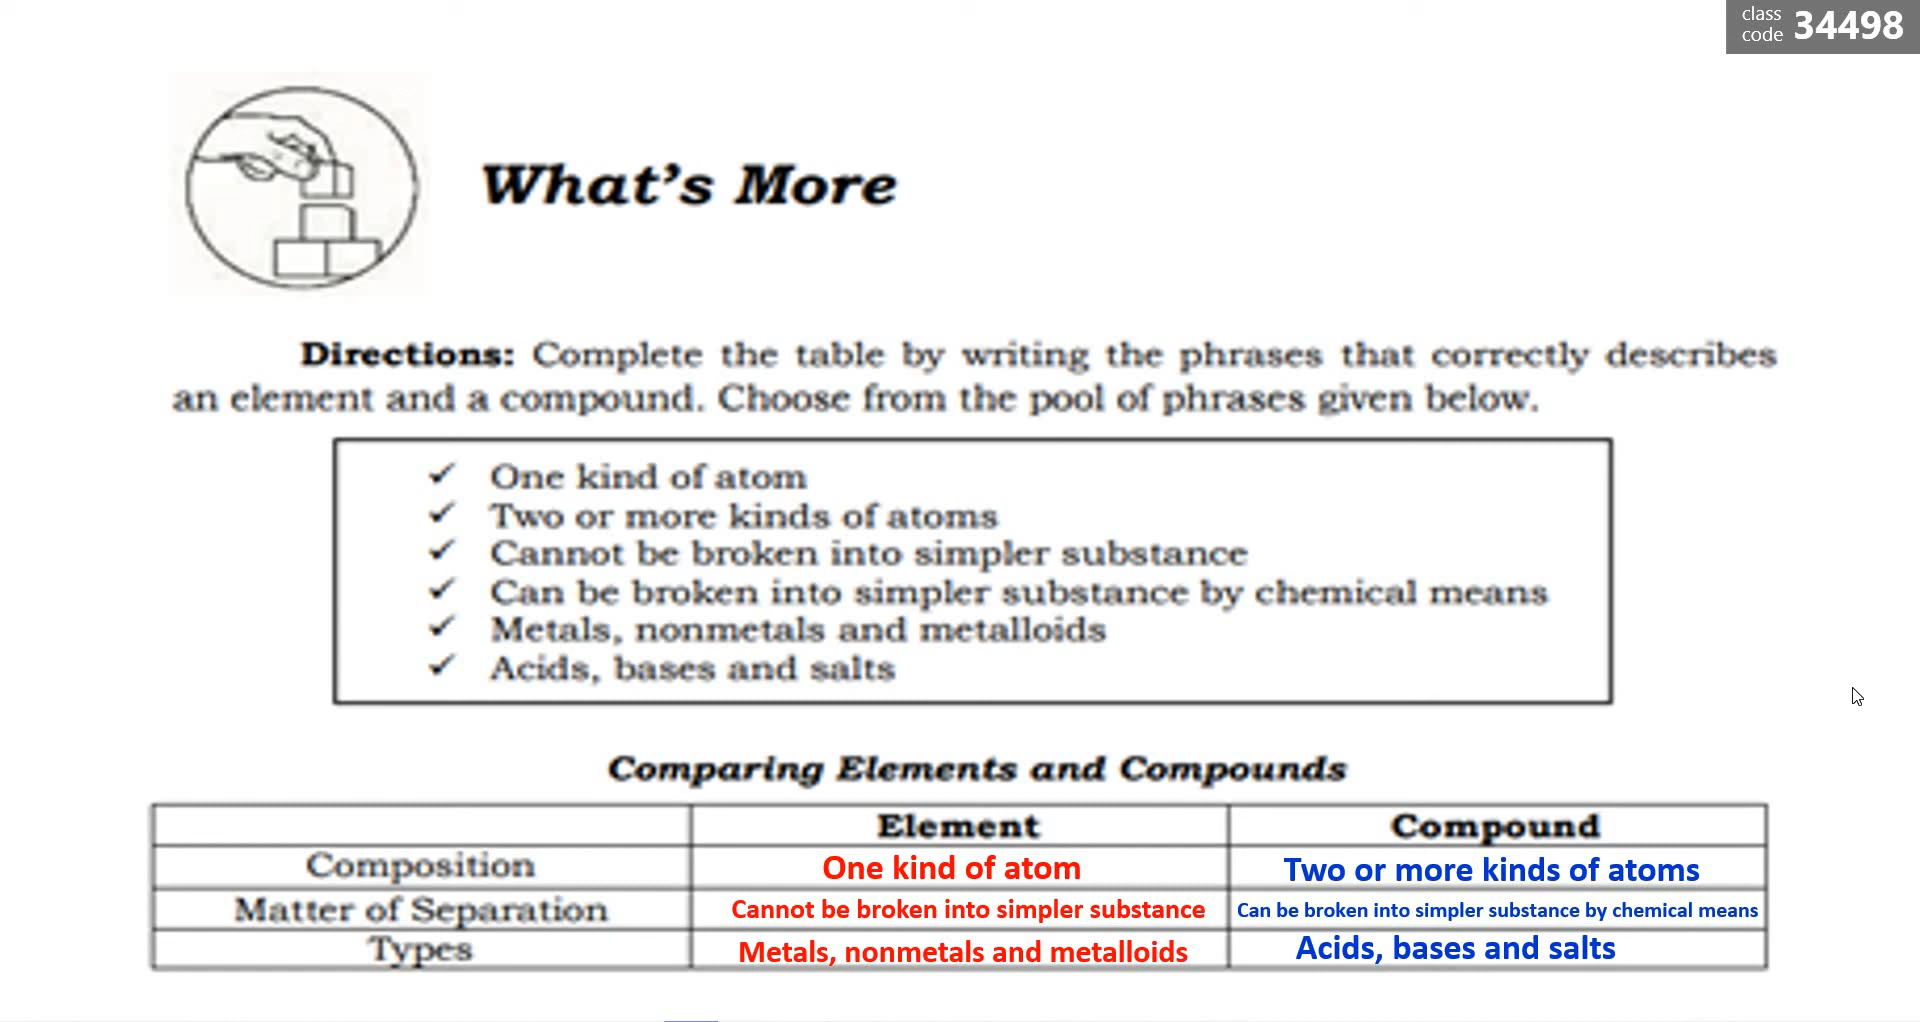 class
code 34498
What's More
Directions: Complete the table by writing the phrases that correctly describes
an element and a compound. Choose from the pool of phrases given below.
✓ One kind of atom
✓ Two or more kinds of atoms
✓ Cannot be broken into simpler substance
✓ Can be broken into simpler substance by chemical means
✓ Metals, nonmetals and metalloids
✓ Acids, bases and salts
Comparing Elements and Compounds
Element Compound
Composition One kind of atom Two or more kinds of atoms
Matter of Separation Cannot be broken into simpler substance Can be broken into simpler substance by chemical means
Types Metals, nonmetals and metalloids Acids, bases and salts